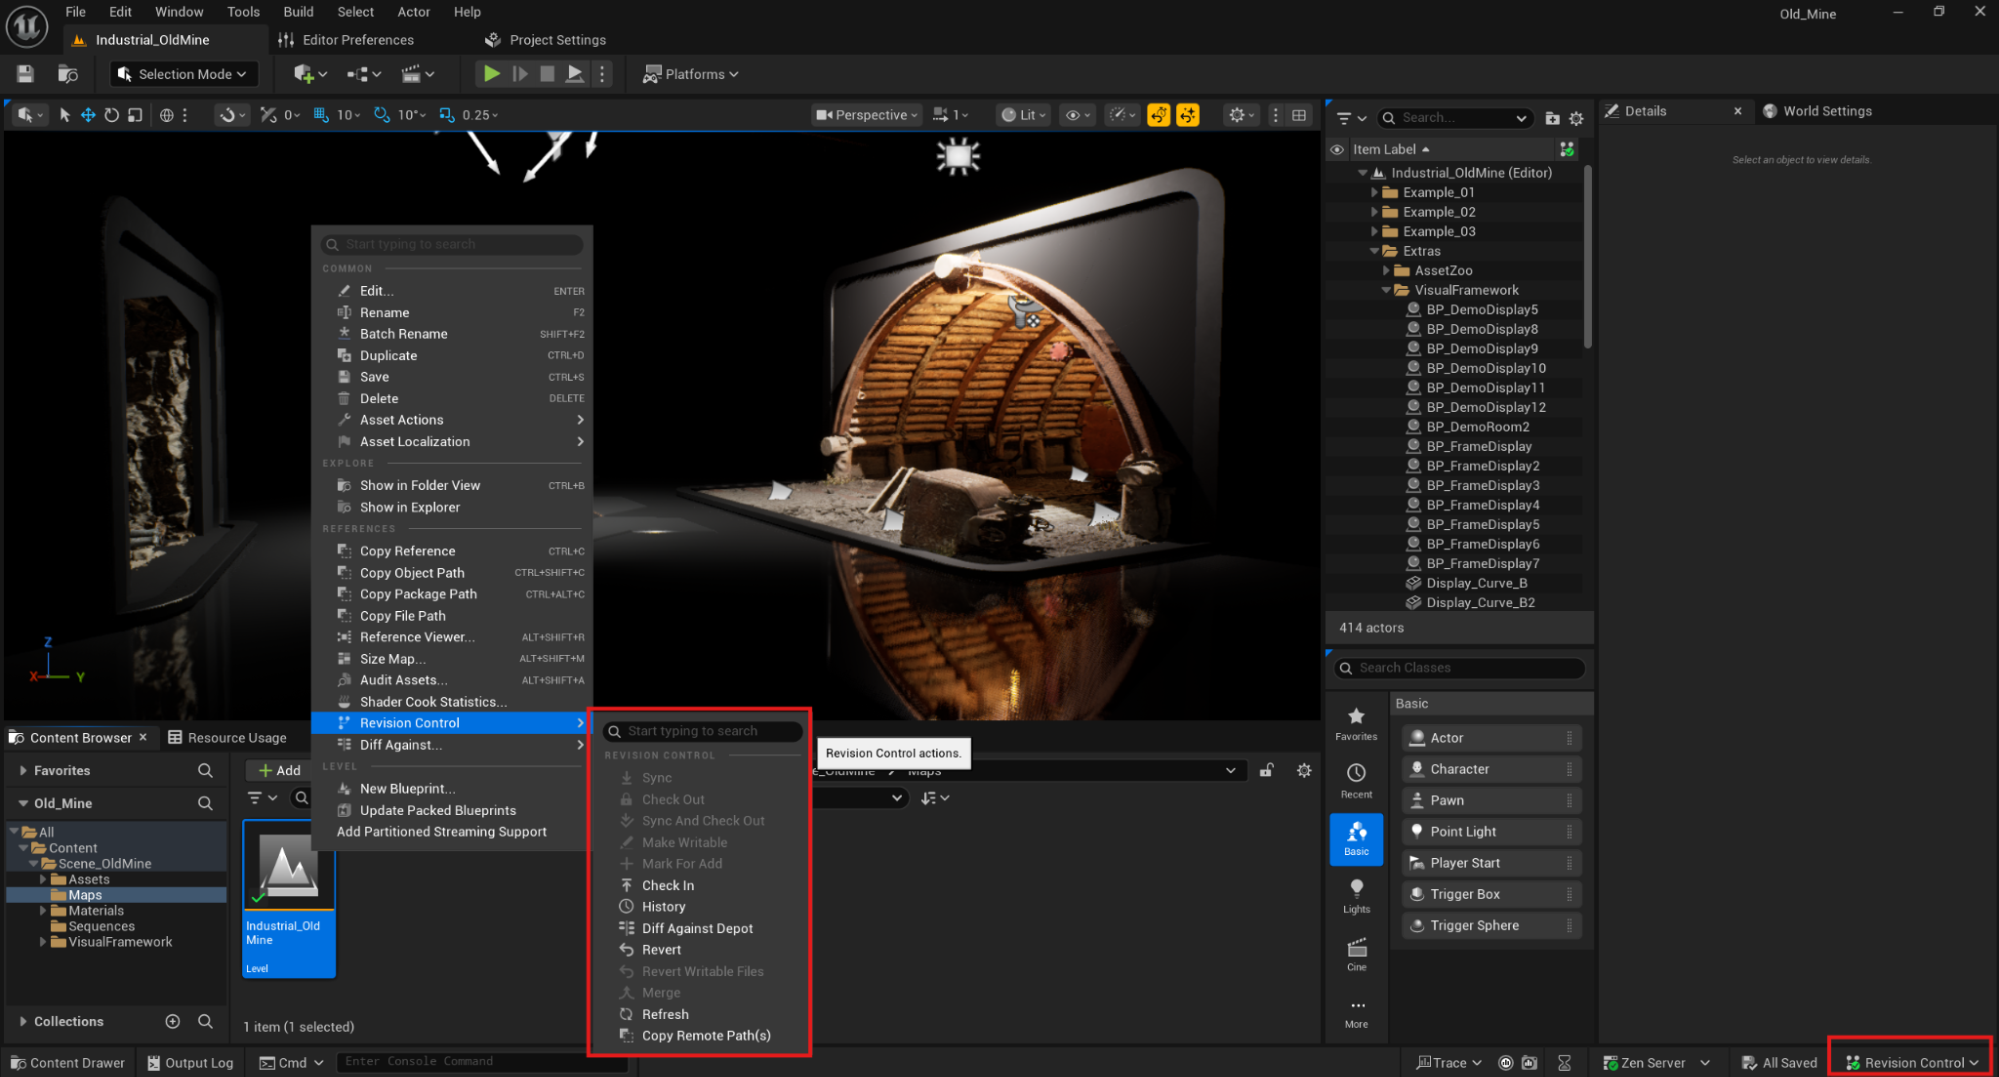 File Edit Window Tools Build Select Actor Help
Old_Mine
Industrial_OldMine
Editor Preferences
Project Settings
Selection Mode
Platforms
0
10
10°
0.25
Perspective
1
Lit
Search...
Item Label
Industrial_OldMine (Editor)
Example_01
Example_02
Example_03
Extras
AssetZoo
VisualFramework
BP_DemoDisplay5
BP_DemoDisplay8
BP_DemoDisplay9
BP_DemoDisplay10
BP_DemoDisplay11
BP_DemoDisplay12
BP_DemoRoom2
BP_FrameDisplay
BP_FrameDisplay2
BP_FrameDisplay3
BP_FrameDisplay4
BP_FrameDisplay5
BP_FrameDisplay6
BP_FrameDisplay7
Display_Curve_B
Display_Curve_B2
414 actors
Details
World Settings
Select an object to view details.
Start typing to search
COMMON
Edit... ENTER
Rename F2
Batch Rename SHIFT+F2
Duplicate CTRL+D
Save CTRL+S
Delete DELETE
Asset Actions
Asset Localization
EXPLORE
Show in Folder View CTRL+B
Show in Explorer
REFERENCES
Copy Reference CTRL+C
Copy Object Path CTRL+SHIFT+C
Copy Package Path CTRL+ALT+C
Copy File Path
Reference Viewer... ALT+SHIFT+R
Size Map... ALT+SHIFT+M
Audit Assets... ALT+SHIFT+A
Shader Cook Statistics...
Revision Control
Diff Against...
LEVEL
New Blueprint...
Update Packed Blueprints
Add Partitioned Streaming Support
Z
X
Y
Start typing to search
REVISION CONTROL
Sync
Check Out
Sync And Check Out
Make Writable
Mark For Add
Check In
History
Diff Against Depot
Revert
Revert Writable Files
Merge
Refresh
Copy Remote Path(s)
Revision Control actions.
Content Browser
Resource Usage
Favorites
Old_Mine
All
Content
Scene_OldMine
Assets
Maps
Materials
Sequences
VisualFramework
Collections
Add
e_OldMine > Maps
Industrial_Old
Mine
Level
1 item (1 selected)
Search Classes
Favorites
Recent
Basic
Lights
Cine
More
Basic
Actor
Character
Pawn
Point Light
Player Start
Trigger Box
Trigger Sphere
Content Drawer
Output Log
Cmd
Enter Console Command
Trace
Zen Server
All Saved
Revision Control